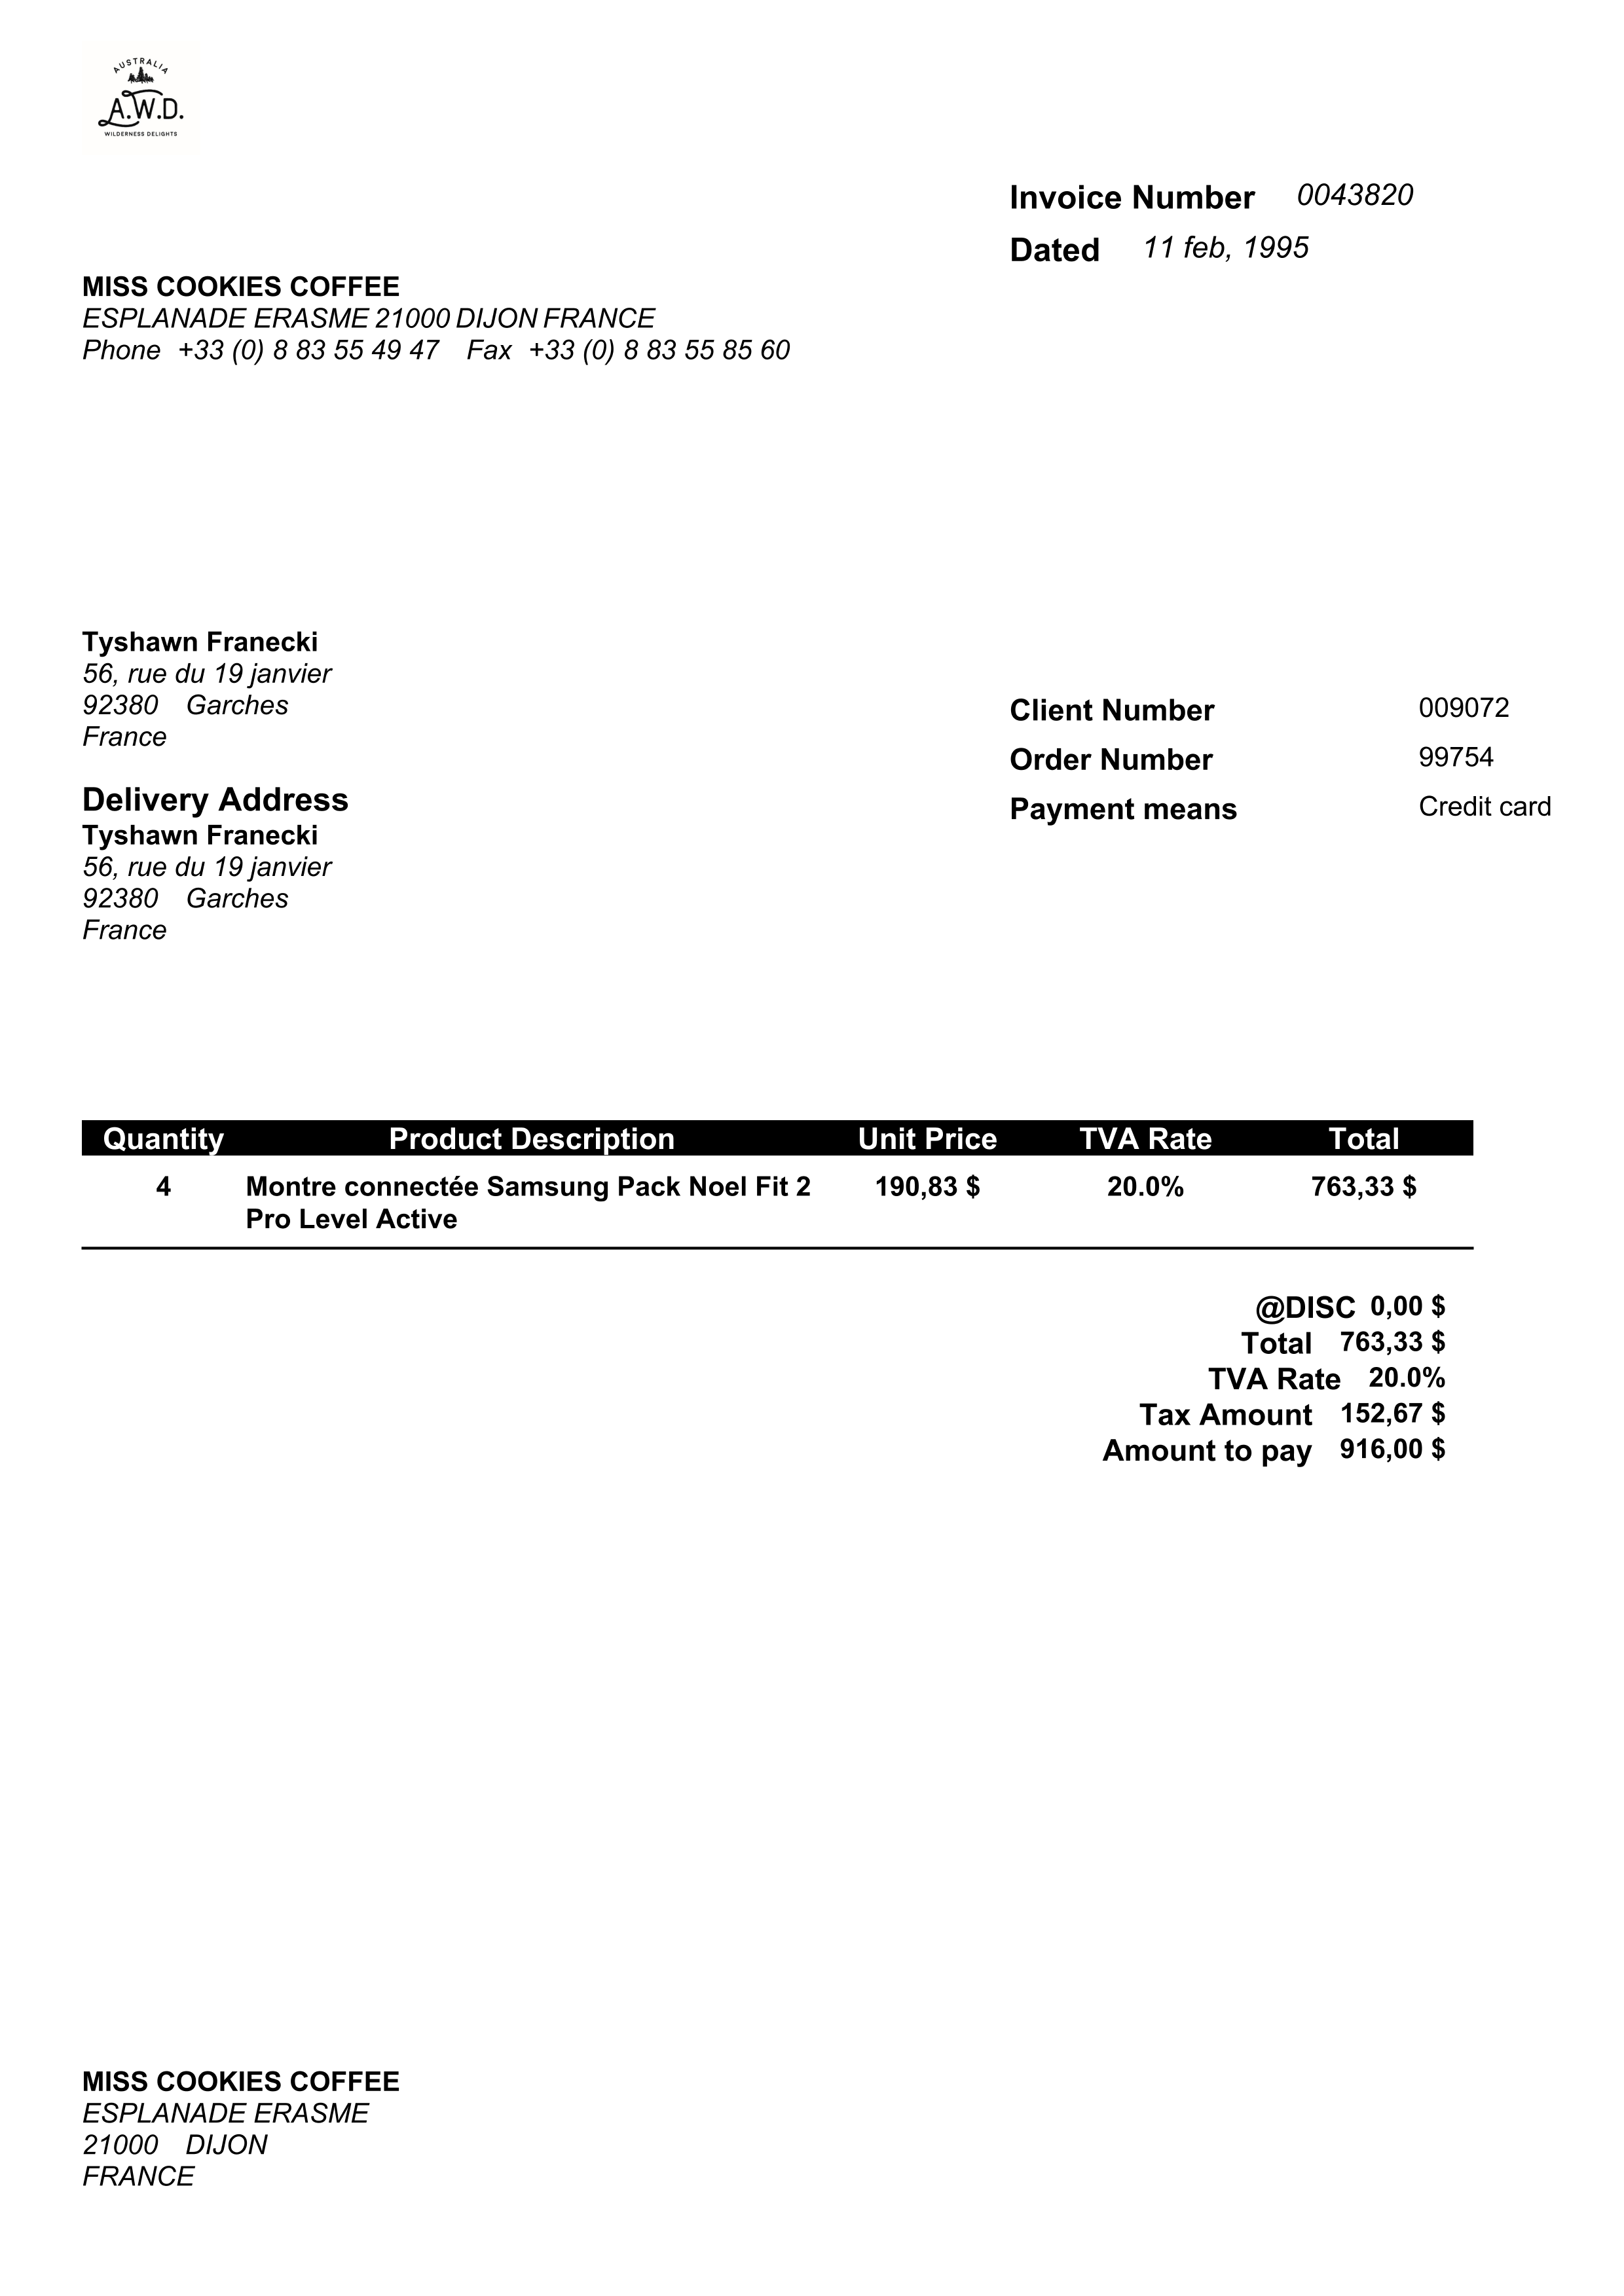 AUSTRALIA
A.W.D.
WILDERNESS DELIGHTS
Invoice Number 0043820
Dated 11 feb, 1995
MISS COOKIES COFFEE
ESPLANADE ERASME 21000 DIJON FRANCE
Phone +33 (0) 8 83 55 49 47 Fax +33 (0) 8 83 55 85 60
Tyshawn Franecki
56, rue du 19 janvier
92380 Garches
France
Client Number 009072
Order Number 99754
Payment means Credit card
Delivery Address
Tyshawn Franecki
56, rue du 19 janvier
92380 Garches
France
Quantity Product Description Unit Price TVA Rate Total
4 Montre connectée Samsung Pack Noel Fit 2 190,83 $ 20.0% 763,33 $
Pro Level Active
@DISC 0,00 $
Total 763,33 $
TVA Rate 20.0%
Tax Amount 152,67 $
Amount to pay 916,00 $
MISS COOKIES COFFEE
ESPLANADE ERASME
21000 DIJON
FRANCE